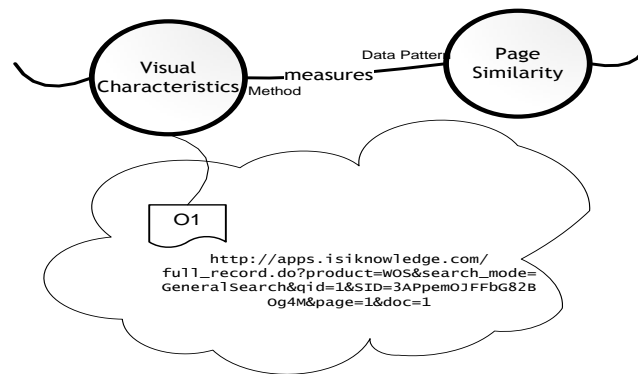 Visual
Characteristics
Method
measures
Data Pattern
Page
Similarity
O1
http://apps.isiknowledge.com/
full_record.do?product=WOS&search_mode=
GeneralSearch&qid=1&SID=3APpemOJFFbG82B
Og4M&page=1&doc=1